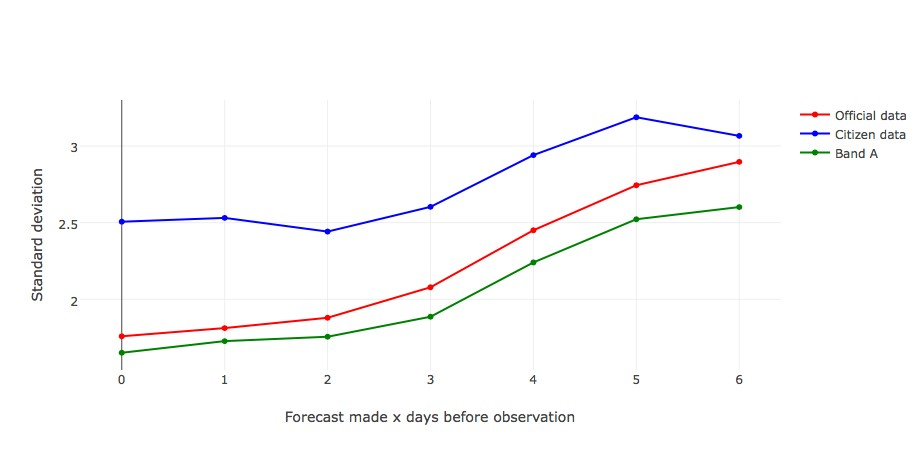 Official data
Citizen data
Band A
Standard deviation
3
2.5
2
0 1 2 3 4 5 6
Forecast made x days before observation